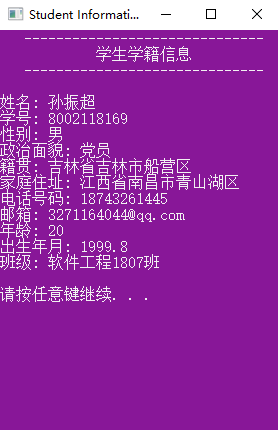 Student Informati...
------------------------------
学生学籍信息
------------------------------
姓名: 孙振超
学号: 8002118169
性别: 男
政治面貌: 党员
籍贯: 吉林省吉林市船营区
家庭住址: 江西省南昌市青山湖区
电话号码: 18743261445
邮箱: 3271164044@qq.com
年龄: 20
出生年月: 1999.8
班级: 软件工程1807班
请按任意键继续. . .